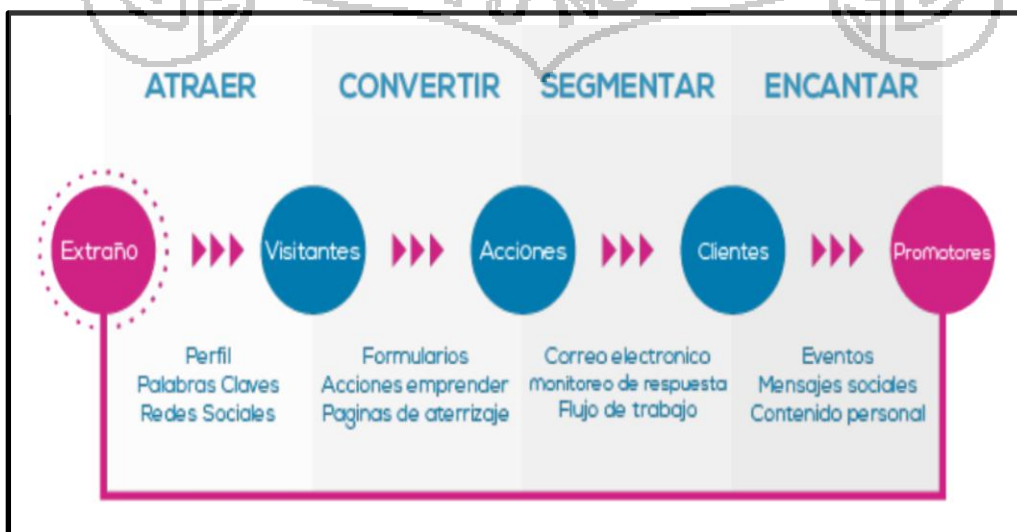 ATRAER
CONVERTIR
SEGMENTAR
ENCANTAR
Extraño
Visitantes
Acciones
Clientes
Promotores
Perfil
Palabras Claves
Redes Sociales
Formularios
Acciones emprender
Paginas de aterrizaje
Correo electronico
monitoreo de respuesta
Flujo de trabajo
Eventos
Mensajes sociales
Contenido personal